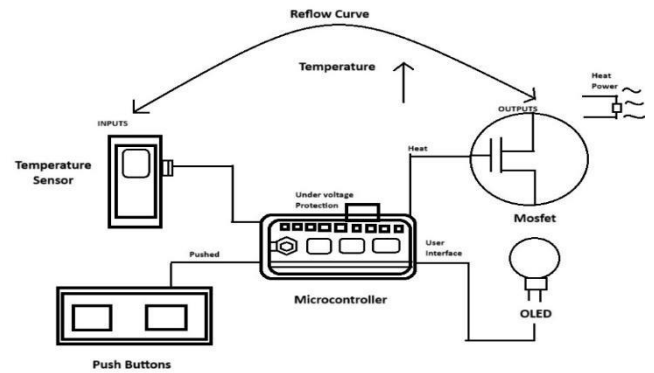 Reflow Curve
Temperature
Heat
Power
INPUTS
OUTPUTS
Temperature
Sensor
Heat
Mosfet
Under voltage
Protection
Pushed
User
Interface
Microcontroller
OLED
Push Buttons